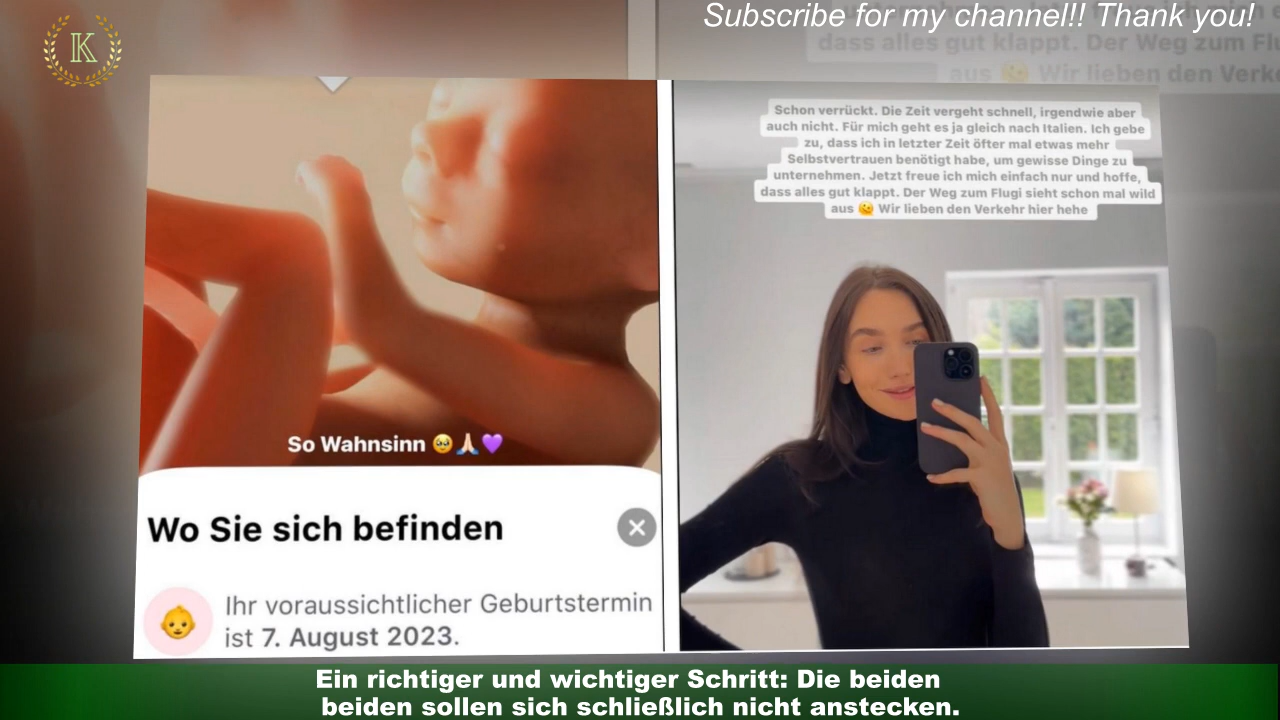 Subscribe for my channel!! Thank you!
K
dass alles gut klappt. Der Weg zum Flu
aus 🫠 Wir lieben den Verke
Schon verrückt. Die Zeit vergeht schnell, irgendwie aber
auch nicht. Für mich geht es ja gleich nach Italien. Ich gebe
zu, dass ich in letzter Zeit öfter mal etwas mehr
Selbstvertrauen benötigt habe, um gewisse Dinge zu
unternehmen. Jetzt freue ich mich einfach nur und hoffe,
dass alles gut klappt. Der Weg zum Flugi sieht schon mal wild
aus 🫠 Wir lieben den Verkehr hier hehe
So Wahnsinn 🥹🙏🏻💜
Wo Sie sich befinden
Ihr voraussichtlicher Geburtstermin
ist 7. August 2023.
Ein richtiger und wichtiger Schritt: Die beiden
beiden sollen sich schließlich nicht anstecken.